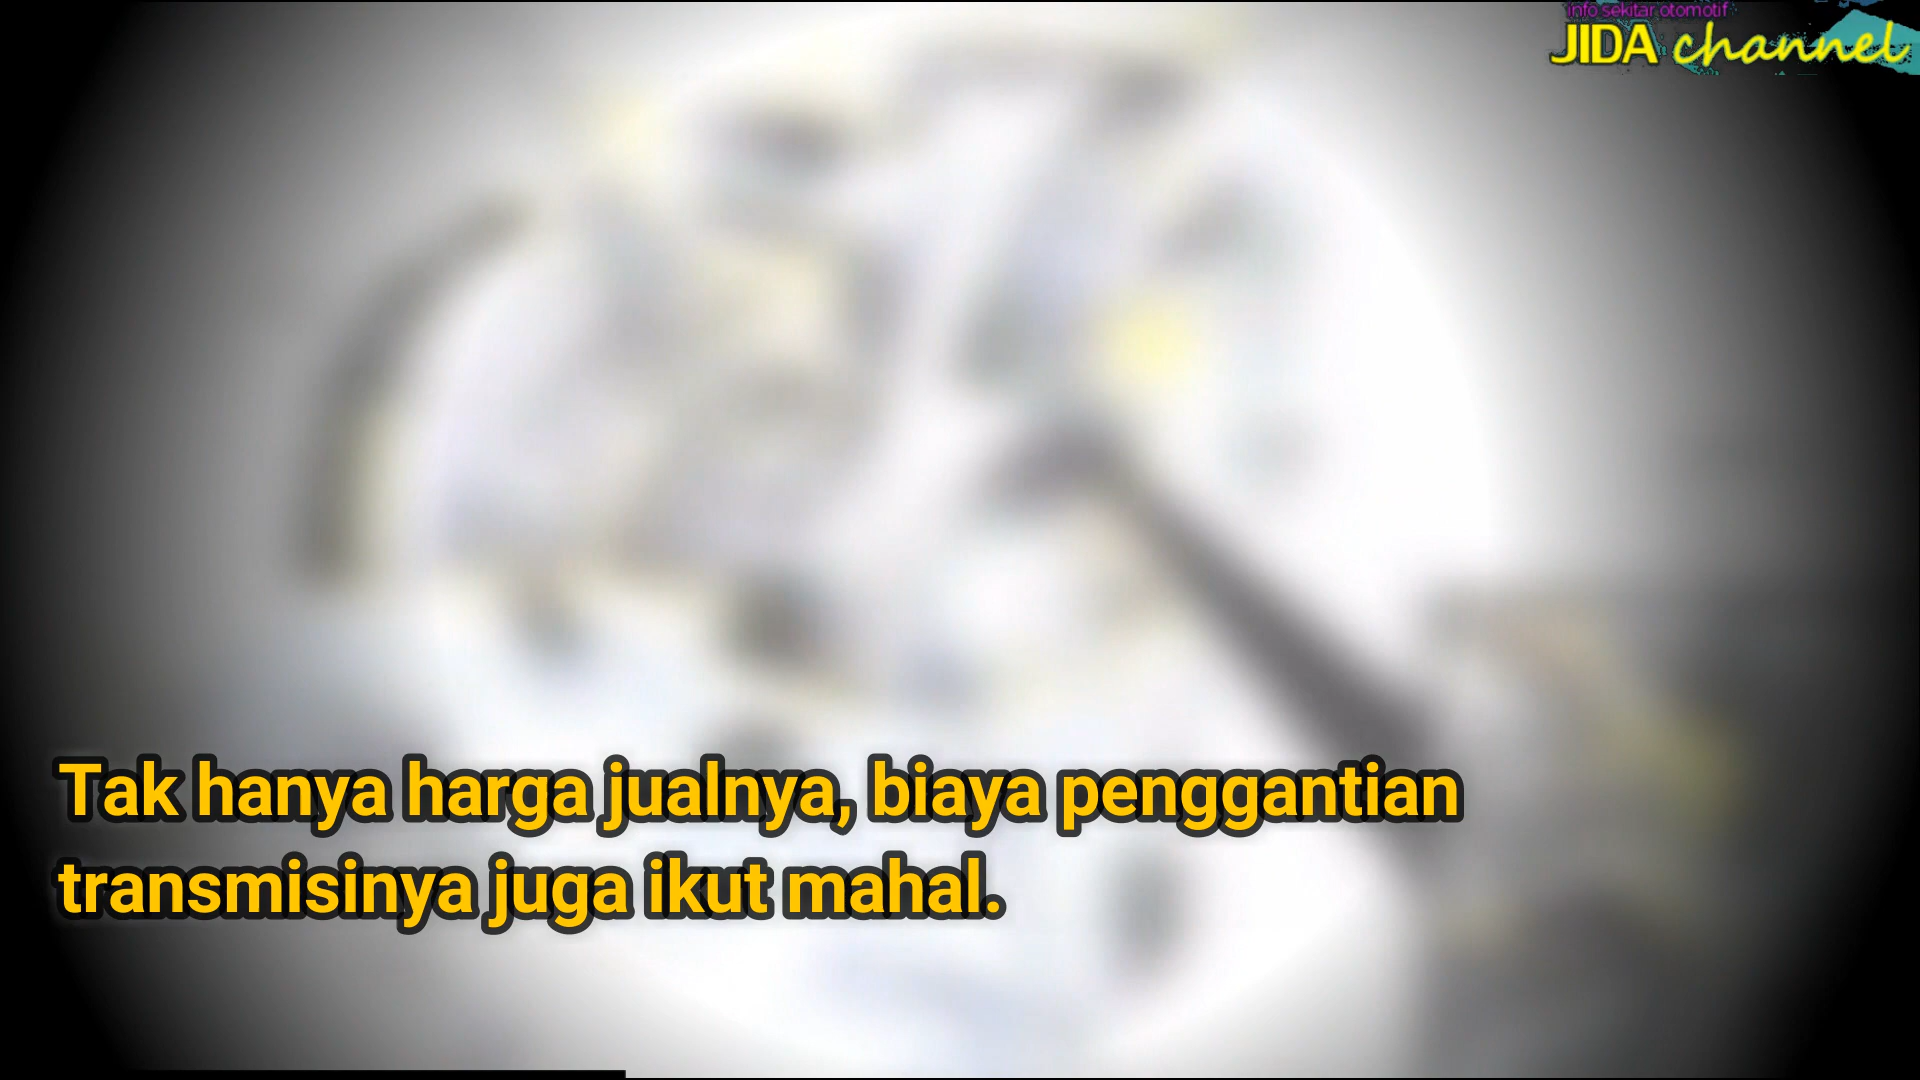 info sekitar otomotif
JIDA channel
Tak hanya harga jualnya, biaya penggantian
transmisinya juga ikut mahal.